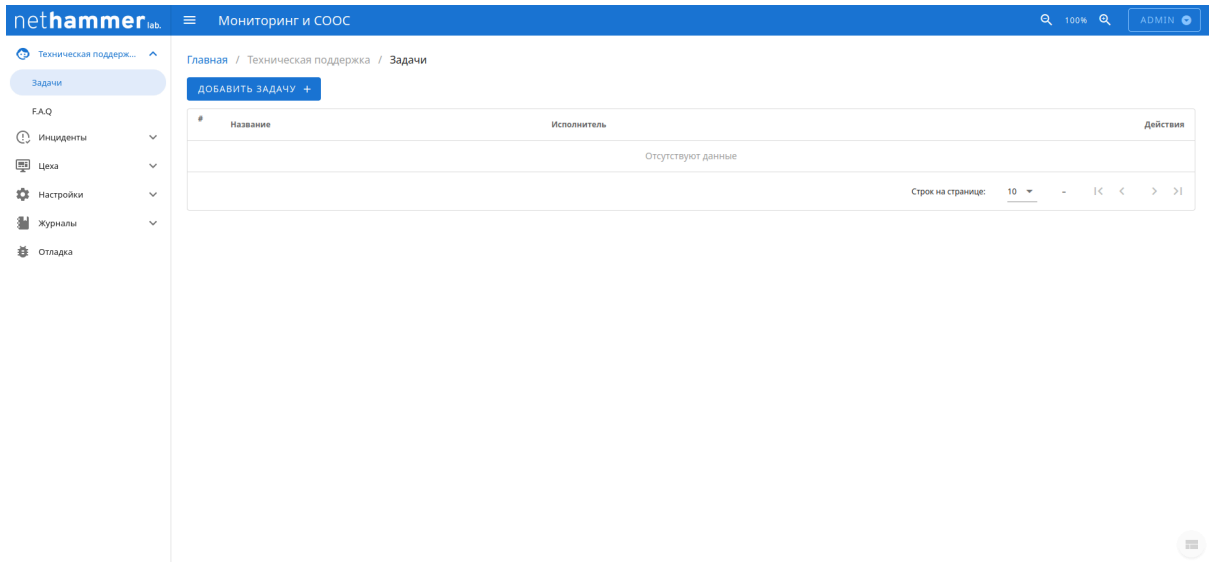 nethammer lab.
Мониторинг и СООС
100%
ADMIN
Техническая поддерж...
Задачи
F.A.Q
Инциденты
Цеха
Настройки
Журналы
Отладка
Главная / Техническая поддержка / Задачи
ДОБАВИТЬ ЗАДАЧУ +
# Название Исполнитель Действия
Отсутствуют данные
Строк на странице: 10 –